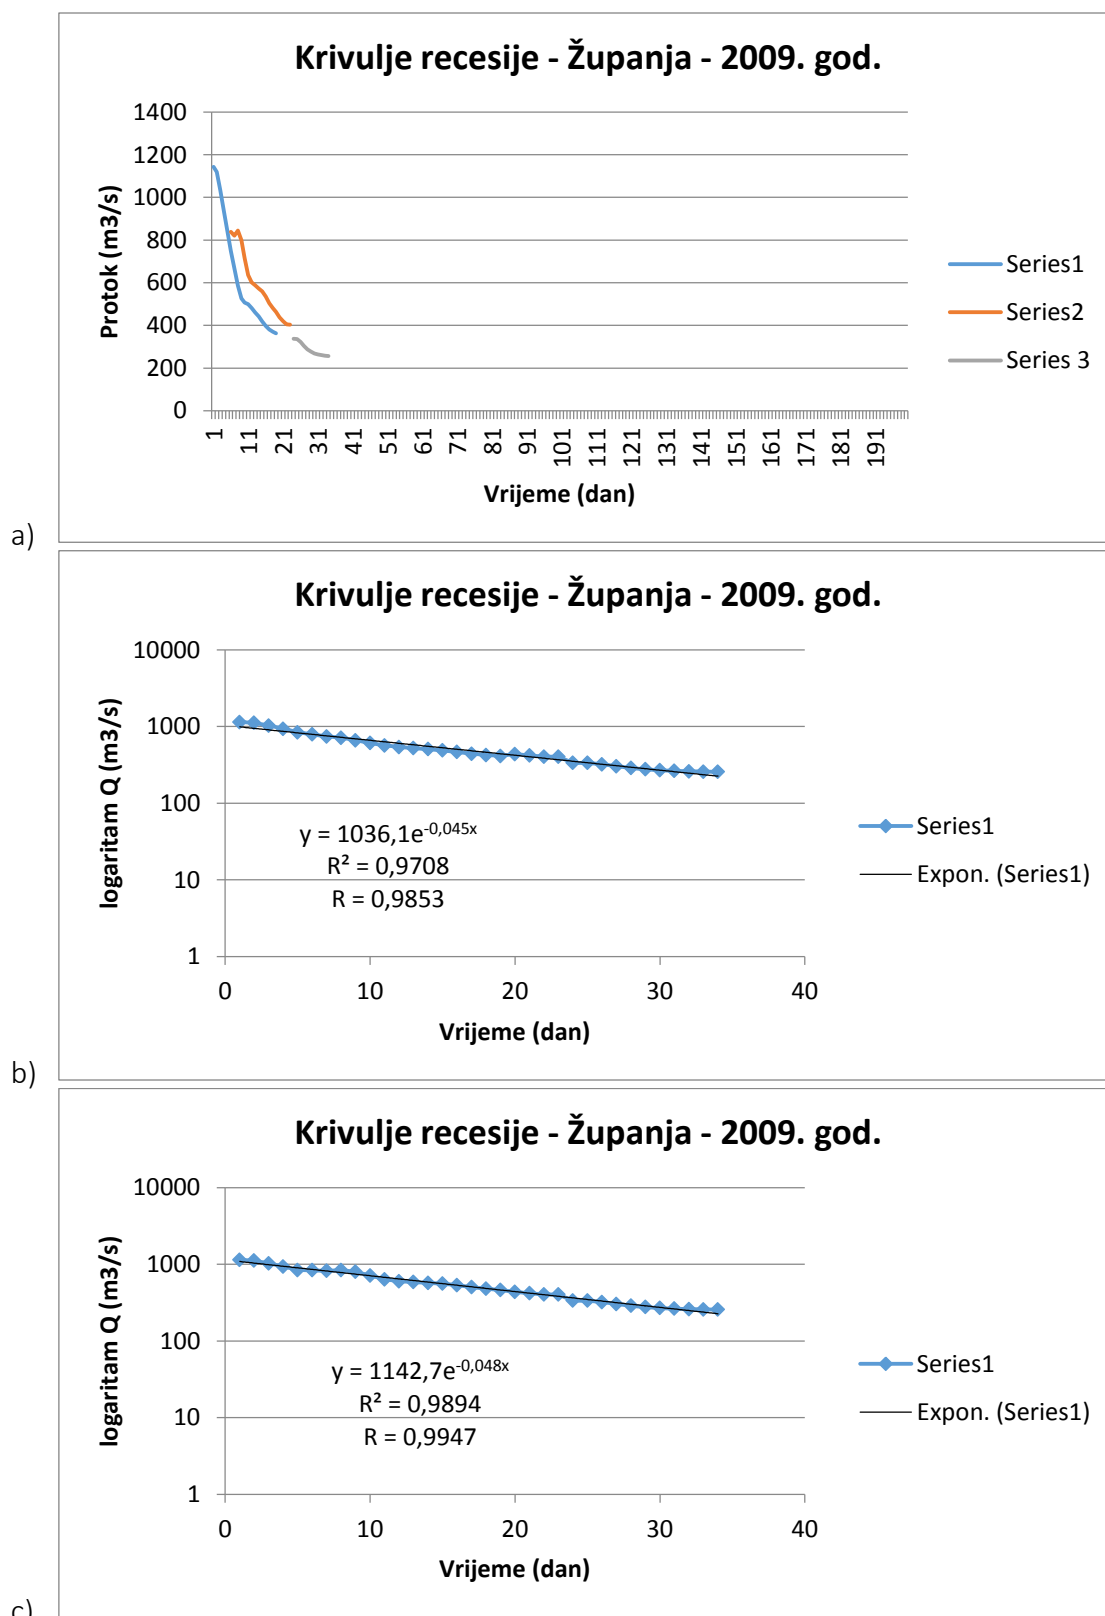 Krivulje recesije - Županja - 2009. god.
1400
1200
1000
800
600
400
200
0
Protok (m3/s)
1 11 21 31 41 51 61 71 81 91 101 111 121 131 141 151 161 171 181 191
Vrijeme (dan)
Series1
Series2
Series 3
a)
Krivulje recesije - Županja - 2009. god.
10000
1000
100
10
1
logaritam Q (m3/s)
y = 1036,1e^-0,045x
R² = 0,9708
R = 0,9853
0 10 20 30 40
Vrijeme (dan)
Series1
Expon. (Series1)
b)
Krivulje recesije - Županja - 2009. god.
10000
1000
100
10
1
logaritam Q (m3/s)
y = 1142,7e^-0,048x
R² = 0,9894
R = 0,9947
0 10 20 30 40
Vrijeme (dan)
Series1
Expon. (Series1)
c)